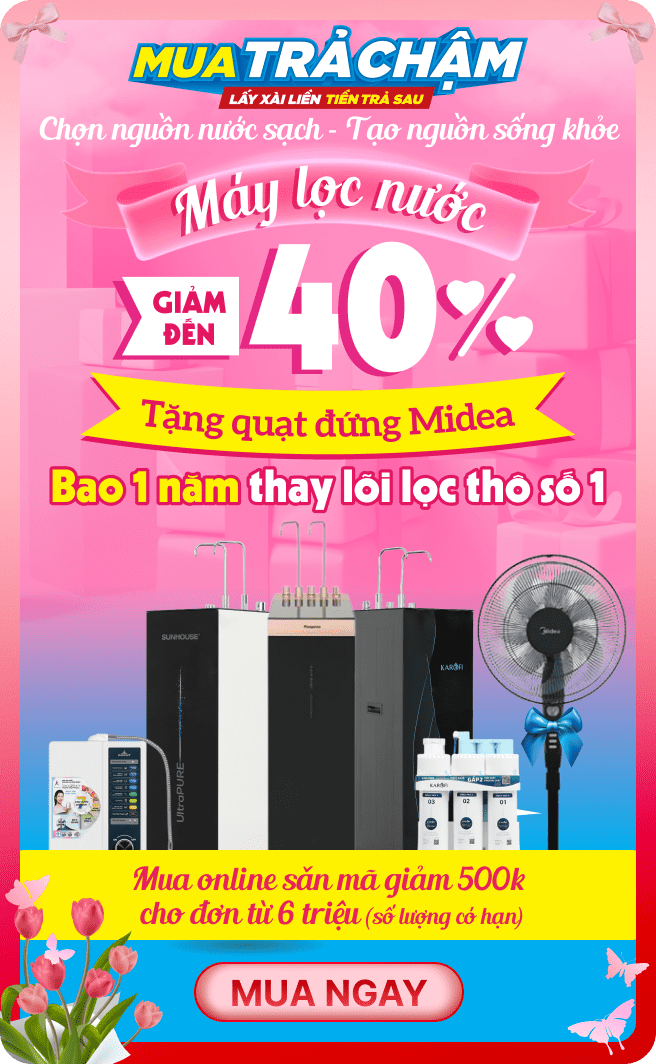 MUA TRẢ CHẬM
LẤY XÀI LIỀN TIỀN TRẢ SAU
Chọn nguồn nước sạch - Tạo nguồn sống khỏe
Máy lọc nước
GIẢM
ĐẾN
40%
Tặng quạt đứng Midea
Bao 1 năm thay lõi lọc thô số 1
SUNHOUSE
UltraPURE
KAROFI
Midea
GẤP 2
KAROFI
03
02
01
Mua online săn mã giảm 500k
cho đơn từ 6 triệu (số lượng có hạn)
MUA NGAY